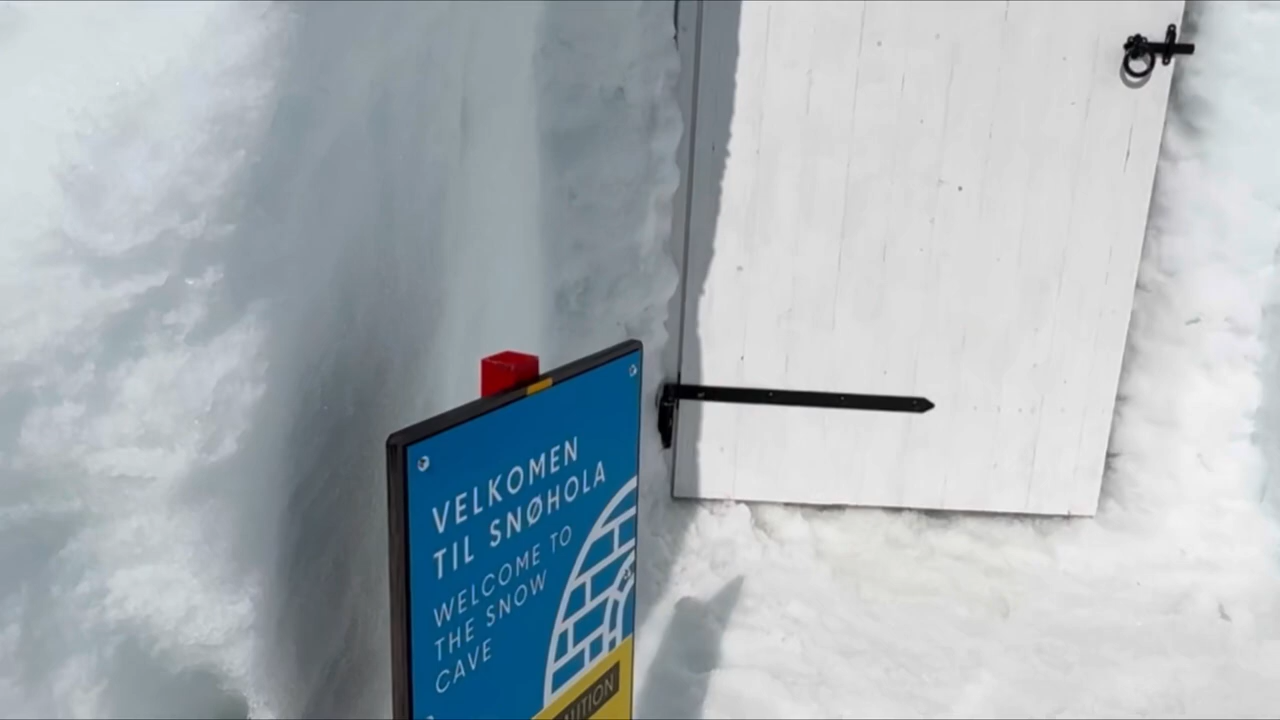 VELKOMEN
TIL SNØHOLA
WELCOME TO
THE SNOW
CAVE